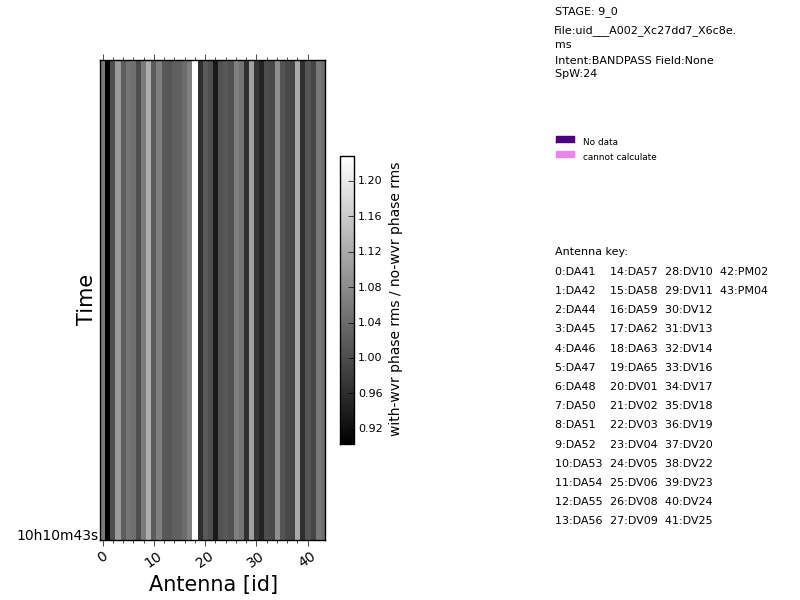 STAGE: 9_0
File:uid___A002_Xc27dd7_X6c8e.
ms
Intent:BANDPASS Field:None
SpW:24
No data
cannot calculate
Time
10h10m43s
0 10 20 30 40
Antenna [id]
1.20
1.16
1.12
1.08
1.04
1.00
0.96
0.92
with-wvr phase rms / no-wvr phase rms
Antenna key:
0:DA41 14:DA57 28:DV10 42:PM02
1:DA42 15:DA58 29:DV11 43:PM04
2:DA44 16:DA59 30:DV12
3:DA45 17:DA62 31:DV13
4:DA46 18:DA63 32:DV14
5:DA47 19:DA65 33:DV16
6:DA48 20:DV01 34:DV17
7:DA50 21:DV02 35:DV18
8:DA51 22:DV03 36:DV19
9:DA52 23:DV04 37:DV20
10:DA53 24:DV05 38:DV22
11:DA54 25:DV06 39:DV23
12:DA55 26:DV08 40:DV24
13:DA56 27:DV09 41:DV25